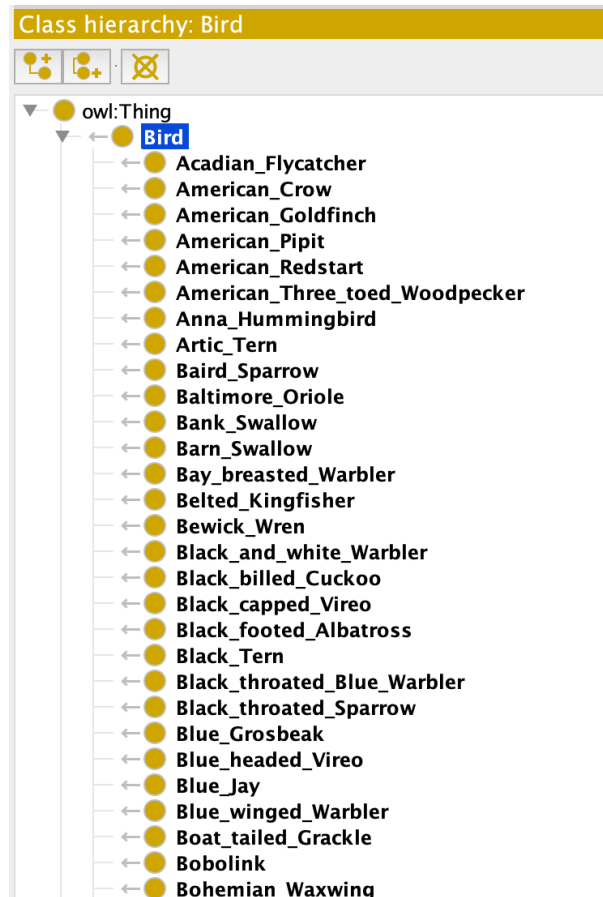 Class hierarchy: Bird
owl:Thing
Bird
Acadian_Flycatcher
American_Crow
American_Goldfinch
American_Pipit
American_Redstart
American_Three_toed_Woodpecker
Anna_Hummingbird
Artic_Tern
Baird_Sparrow
Baltimore_Oriole
Bank_Swallow
Barn_Swallow
Bay_breasted_Warbler
Belted_Kingfisher
Bewick_Wren
Black_and_white_Warbler
Black_billed_Cuckoo
Black_capped_Vireo
Black_footed_Albatross
Black_Tern
Black_throated_Blue_Warbler
Black_throated_Sparrow
Blue_Grosbeak
Blue_headed_Vireo
Blue_Jay
Blue_winged_Warbler
Boat_tailed_Grackle
Bobolink
Bohemian_Waxwing